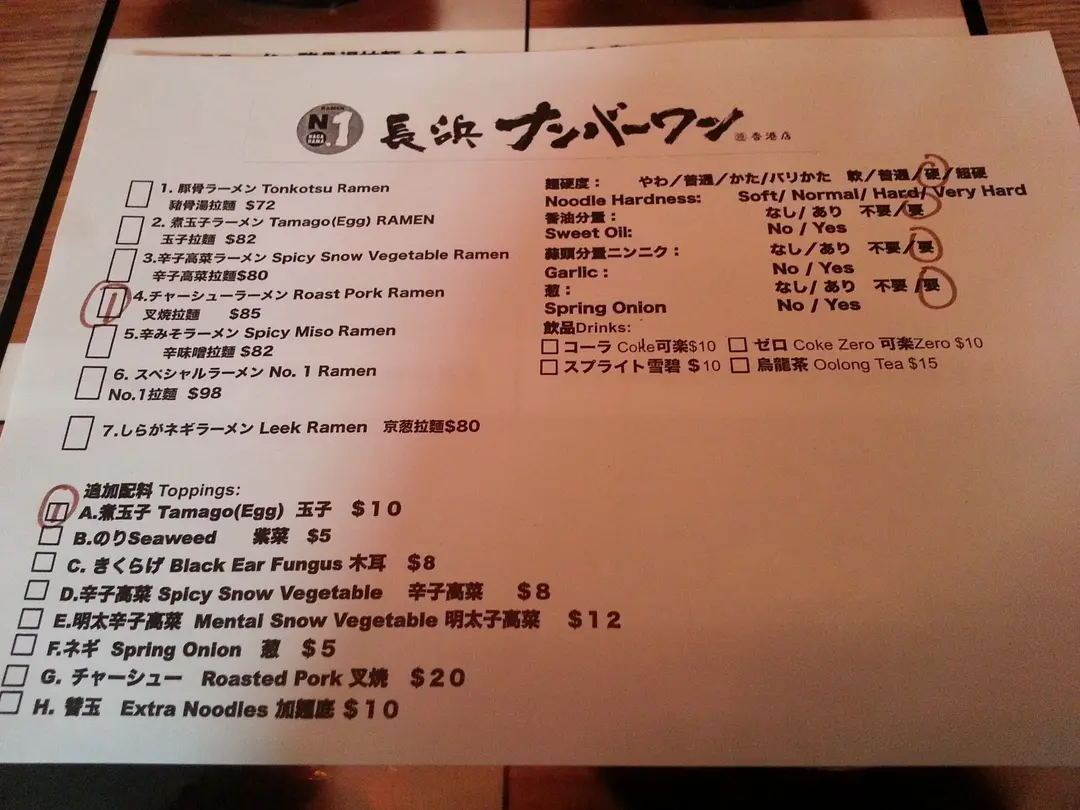 RAMEN
No.1
NAGAHAMA
長浜 ナンバーワン 香港店
1. 豚骨ラーメン Tonkotsu Ramen
豬骨湯拉麵 $72
2. 煮玉子ラーメン Tamago(Egg) RAMEN
玉子拉麵 $82
3.辛子高菜ラーメン Spicy Snow Vegetable Ramen
辛子高菜拉麵$80
4.チャーシューラーメン Roast Pork Ramen
叉焼拉麵 $85
5.辛みそラーメン Spicy Miso Ramen
辛味噌拉麵 $82
6. スペシャルラーメン No. 1 Ramen
No.1拉麵 $98
7.しらがネギラーメン Leek Ramen 京葱拉麵$80
麵硬度： やわ/普通/かた/バリかた 軟/普通/硬/超硬
Noodle Hardness: Soft/ Normal/ Hard/ Very Hard
香油分量： なし/ あり 不要/要
Sweet Oil: No / Yes
蒜頭分量ニンニク： なし/あり 不要/要
Garlic： No / Yes
葱： なし/ あり 不要/要
Spring Onion No / Yes
飲品Drinks:
コーラ Coke可楽$10 ゼロ Coke Zero 可楽Zero $10
スプライト雪碧 $10 烏龍茶 Oolong Tea $15
追加配料 Toppings:
A.煮玉子 Tamago(Egg) 玉子 $10
B.のりSeaweed 紫菜 $5
C. きくらげ Black Ear Fungus 木耳 $8
D.辛子高菜 Spicy Snow Vegetable 辛子高菜 $8
E.明太辛子高菜 Mental Snow Vegetable 明太子高菜 $12
F.ネギ Spring Onion 葱 $5
G. チャーシュー Roasted Pork 叉焼 $20
H. 替玉 Extra Noodles 加麵底 $10